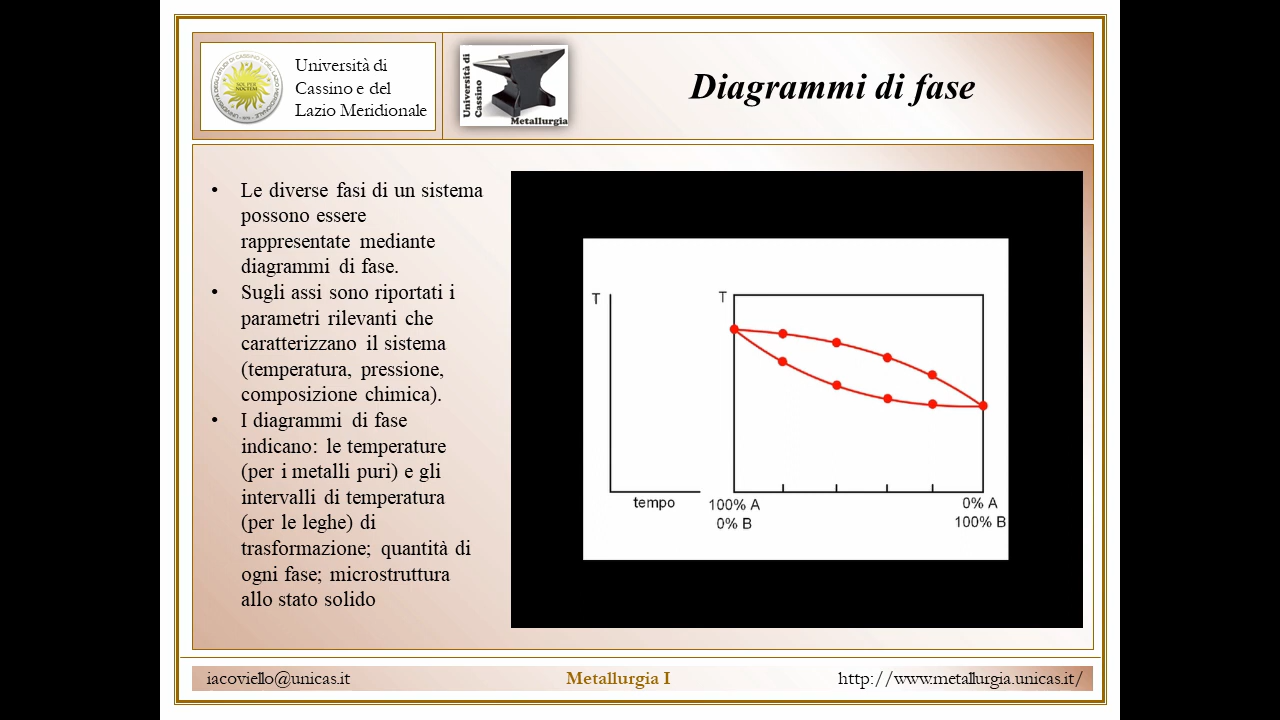 Università di
Cassino e del
Lazio Meridionale
Università di
Cassino
Metallurgia
Diagrammi di fase
• Le diverse fasi di un sistema
possono essere
rappresentate mediante
diagrammi di fase.
• Sugli assi sono riportati i
parametri rilevanti che
caratterizzano il sistema
(temperatura, pressione,
composizione chimica).
• I diagrammi di fase
indicano: le temperature
(per i metalli puri) e gli
intervalli di temperatura
(per le leghe) di
trasformazione; quantità di
ogni fase; microstruttura
allo stato solido
T
T
tempo
100% A
0% B
0% A
100% B
iacoviello@unicas.it
Metallurgia I
http://www.metallurgia.unicas.it/